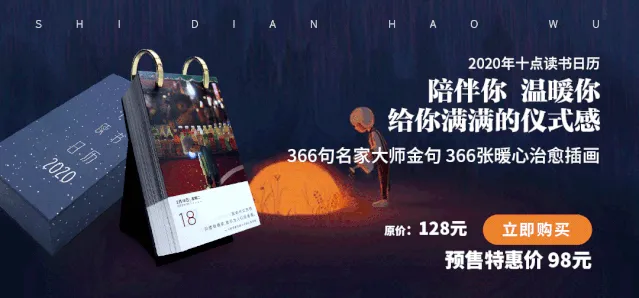 SHI DIAN HAO WU
2020年十点读书日历
陪伴你 温暖你
给你满满的仪式感
366句名家大师金句 366张暖心治愈插画
原价：128元
立即购买
预售特惠价 98元
读书
日·历
2020
18